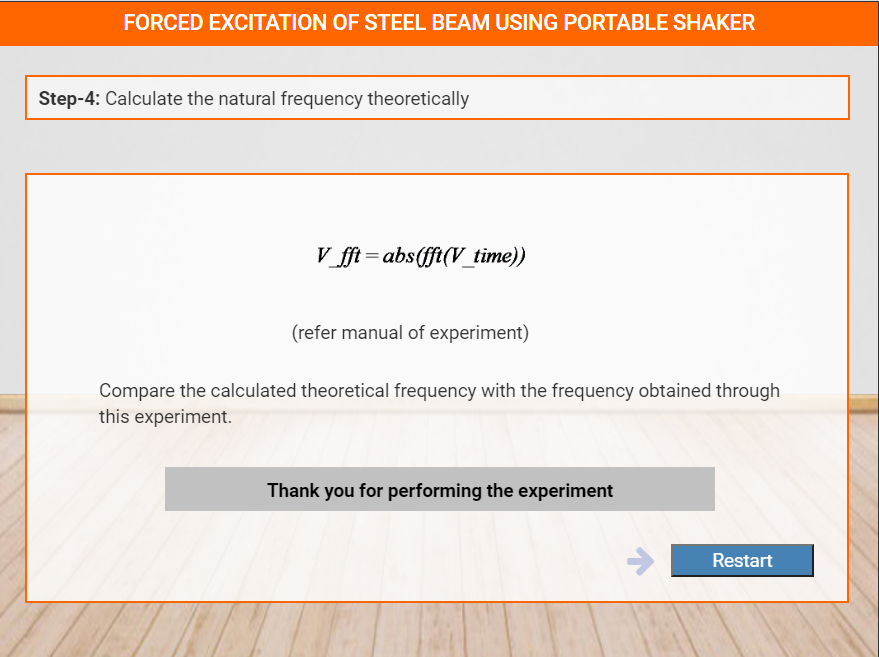 FORCED EXCITATION OF STEEL BEAM USING PORTABLE SHAKER
Step-4: Calculate the natural frequency theoretically
V_fft = abs(fft(V_time))
(refer manual of experiment)
Compare the calculated theoretical frequency with the frequency obtained through
this experiment.
Thank you for performing the experiment
Restart